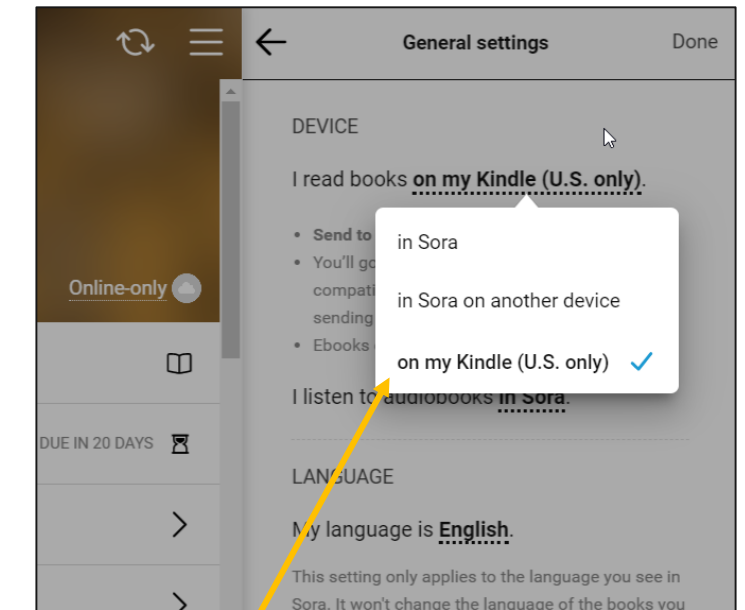 General settings
Done
Online-only
DUE IN 20 DAYS
DEVICE
I read books on my Kindle (U.S. only).
• Send to
• You'll go
compati
sending
• Ebooks
in Sora
in Sora on another device
on my Kindle (U.S. only)
I listen to audiobooks in Sora.
LANGUAGE
My language is English.
This setting only applies to the language you see in
Sora. It won't change the language of the books you